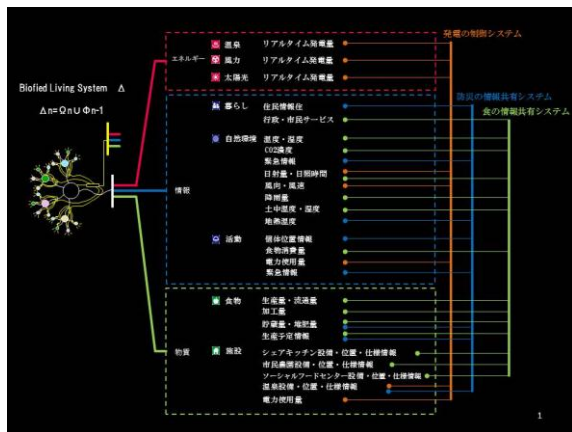 発電の制御システム
温泉 リアルタイム発電量
エネルギー 風力 リアルタイム発電量
太陽光 リアルタイム発電量
Biofied Living System Δ
Δn=Ωn∪Φn-1
防災の情報共有システム
食の情報共有システム
暮らし 住民情報
行政・市民サービス
自然環境 温度・湿度
CO2濃度
緊急情報
日射量・日照時間
風向・風速
情報
降雨量
土中温度・湿度
地熱温度
活動 個体位置情報
食物消費量
電力使用量
緊急情報
食物 生産量・流通量
加工量
貯蔵量・堆肥量
生産予定情報
物質 施設 シェアキッチン設備・位置・仕様情報
市民農園設備・位置・仕様情報
ソーシャルフードセンター設備・位置・仕様情報
温泉設備・位置・仕様情報
電力使用量
1